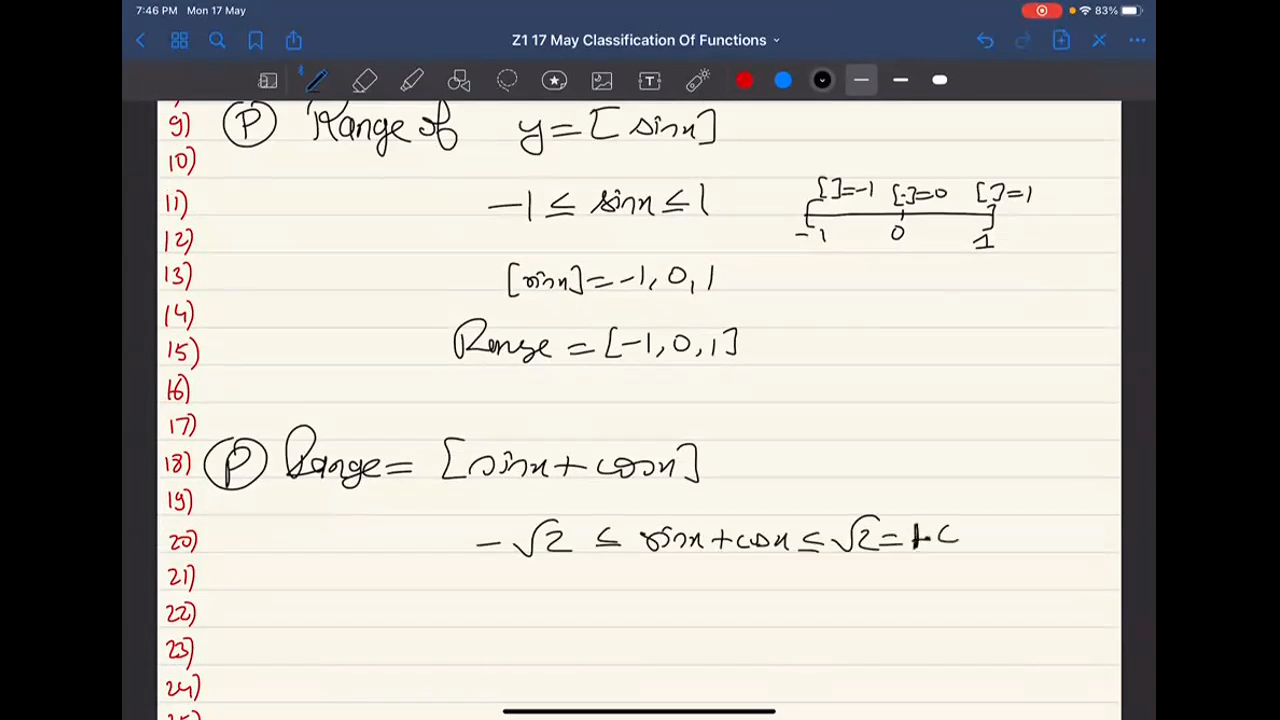 7:46 PM Mon 17 May 83%
Z1 17 May Classification Of Functions
9) P Range of y = [sinx]
10)
11) -1 ≤ sinx ≤ 1 []=-1 [.]=0 []=1
12) -1 0 1
13) [sinx] = -1, 0, 1
14)
15) Range = [-1, 0, 1]
16)
17)
18) P Range = [sinx + cosx]
19)
20) -√2 ≤ sinx + cosx ≤ √2 =
21)
22)
23)
24)